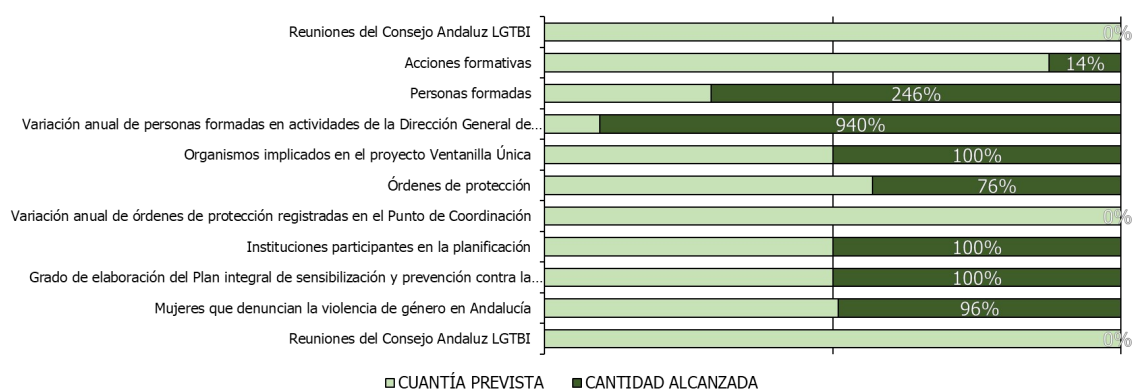 Reuniones del Consejo Andaluz LGTBI 0%
Acciones formativas 14%
Personas formadas 246%
Variación anual de personas formadas en actividades de la Dirección General de... 940%
Organismos implicados en el proyecto Ventanilla Única 100%
Órdenes de protección 76%
Variación anual de órdenes de protección registradas en el Punto de Coordinación 0%
Instituciones participantes en la planificación 100%
Grado de elaboración del Plan integral de sensibilización y prevención contra la... 100%
Mujeres que denuncian la violencia de género en Andalucía 96%
Reuniones del Consejo Andaluz LGTBI 0%
CUANTÍA PREVISTA CANTIDAD ALCANZADA